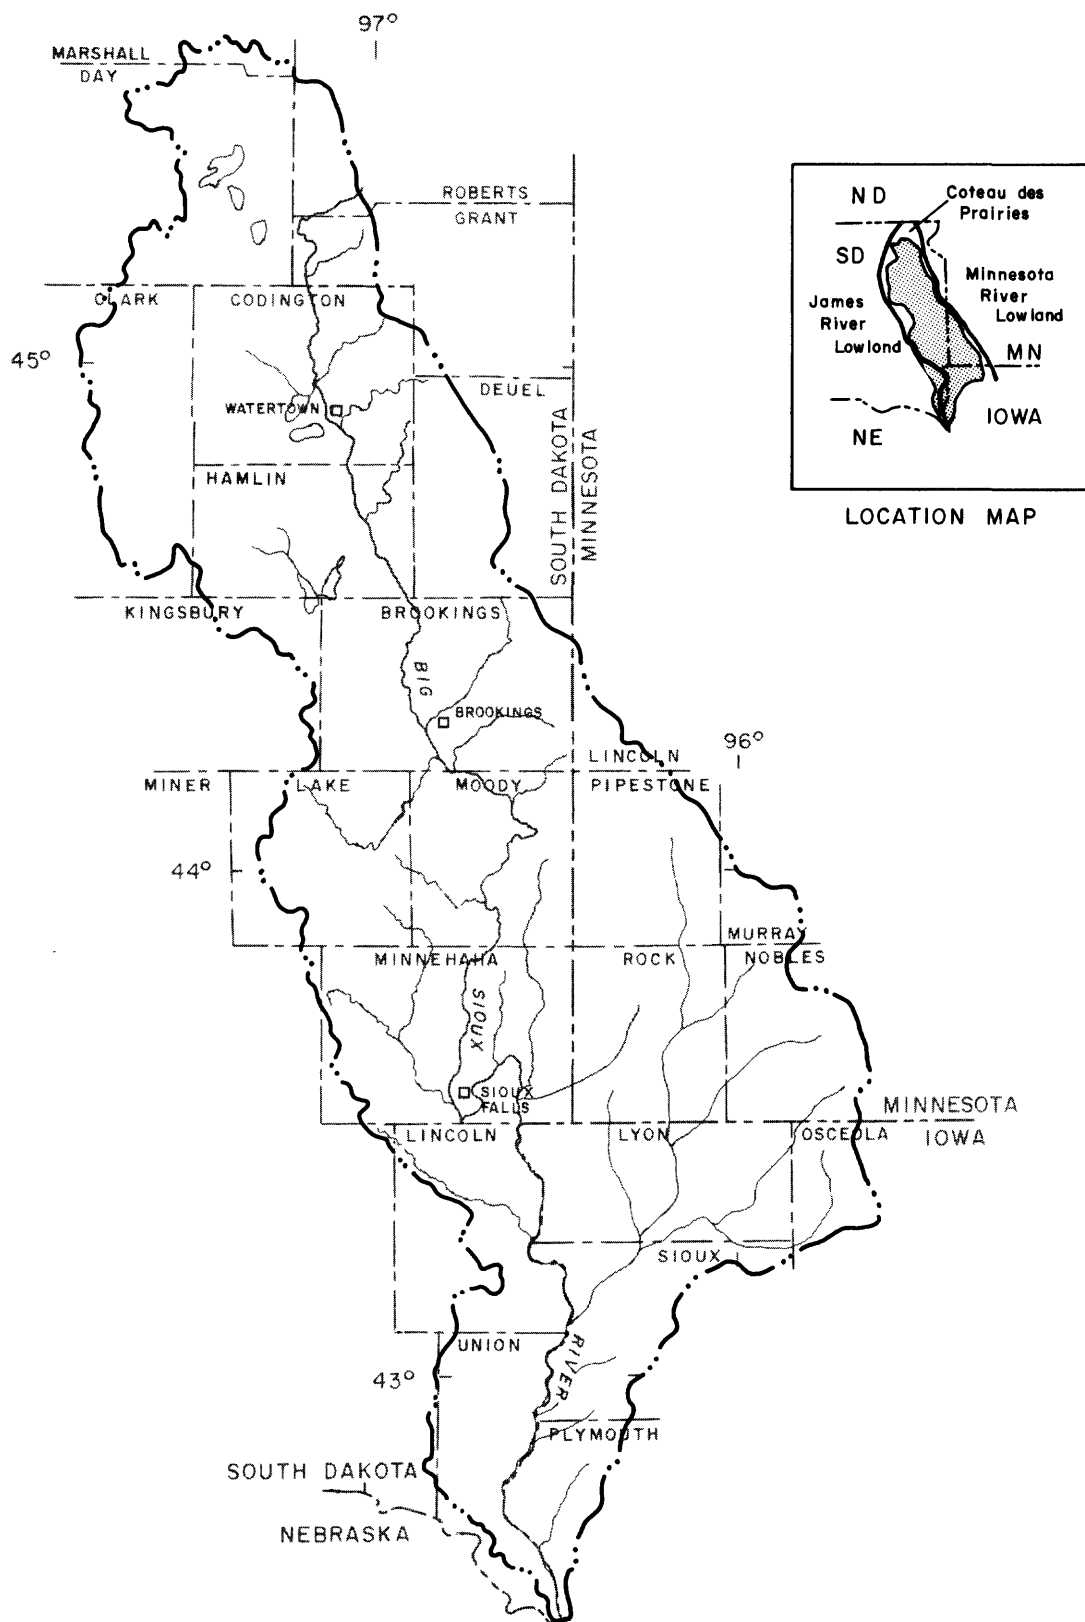 97°
MARSHALL
DAY
ROBERTS
GRANT
CLARK
CODINGTON
45°
DEUEL
WATERTOWN
HAMLIN
SOUTH DAKOTA
MINNESOTA
KINGSBURY
BROOKINGS
BIG
BROOKINGS
96°
LINCOLN
MINER
LAKE
MOODY
PIPESTONE
44°
MURRAY
MINNEHAHA
ROCK
NOBLES
SIOUX
SIOUX
FALLS
MINNESOTA
LINCOLN
LYON
OSCEOLA
IOWA
SIOUX
UNION
RIVER
43°
PLYMOUTH
SOUTH DAKOTA
NEBRASKA
ND
Coteau des
Prairies
SD
Minnesota
River
Lowland
James
River
Lowland
MN
IOWA
NE
LOCATION MAP